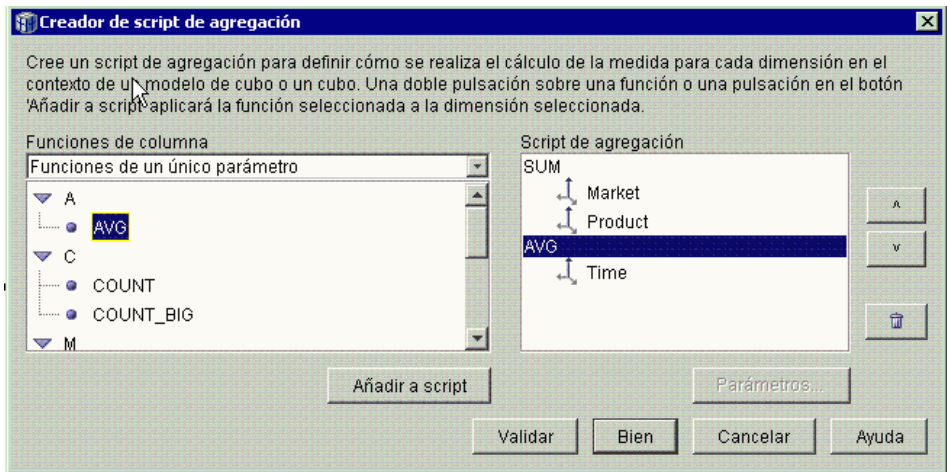 Creador de script de agregación
Cree un script de agregación para definir cómo se realiza el cálculo de la medida para cada dimensión en el
contexto de un modelo de cubo o un cubo. Una doble pulsación sobre una función o una pulsación en el botón
'Añadir a script' aplicará la función seleccionada a la dimensión seleccionada.
Funciones de columna
Funciones de un único parámetro
A
AVG
C
COUNT
COUNT_BIG
M
Añadir a script
Script de agregación
SUM
Market
Product
AVG
Time
Parámetros...
Validar
Bien
Cancelar
Ayuda